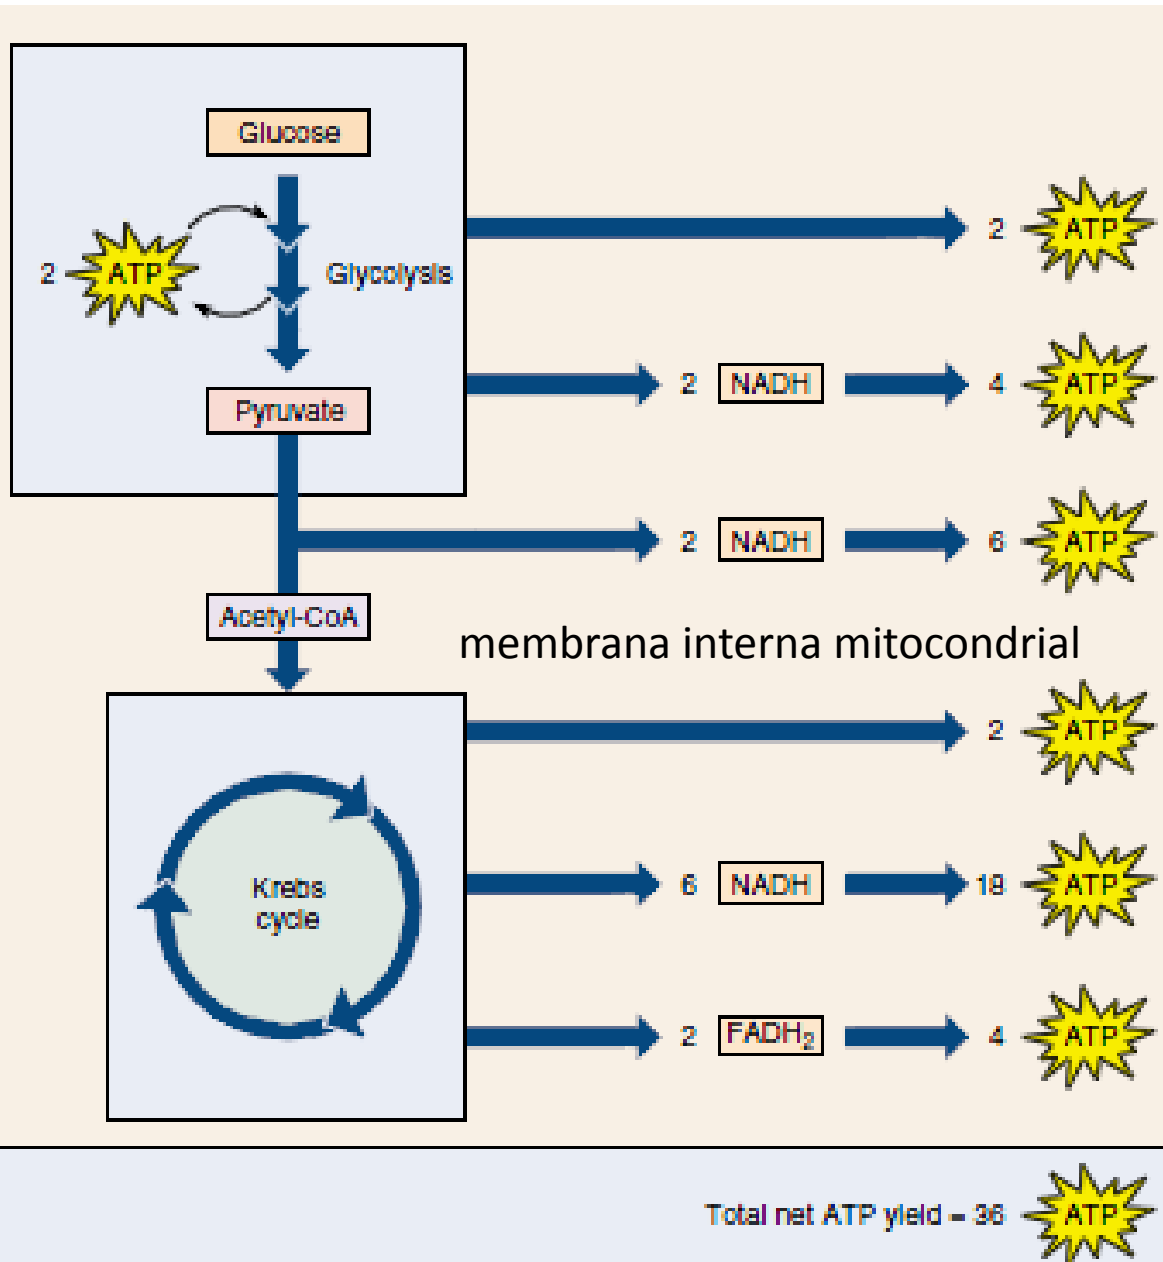 Glucose
2 ATP
Glycolysis
2 ATP
2 NADH 4 ATP
Pyruvate
2 NADH 6 ATP
Acetyl-CoA
membrana interna mitocondrial
2 ATP
Krebs
cycle
6 NADH 18 ATP
2 FADH2 4 ATP
Total net ATP yield = 36 ATP